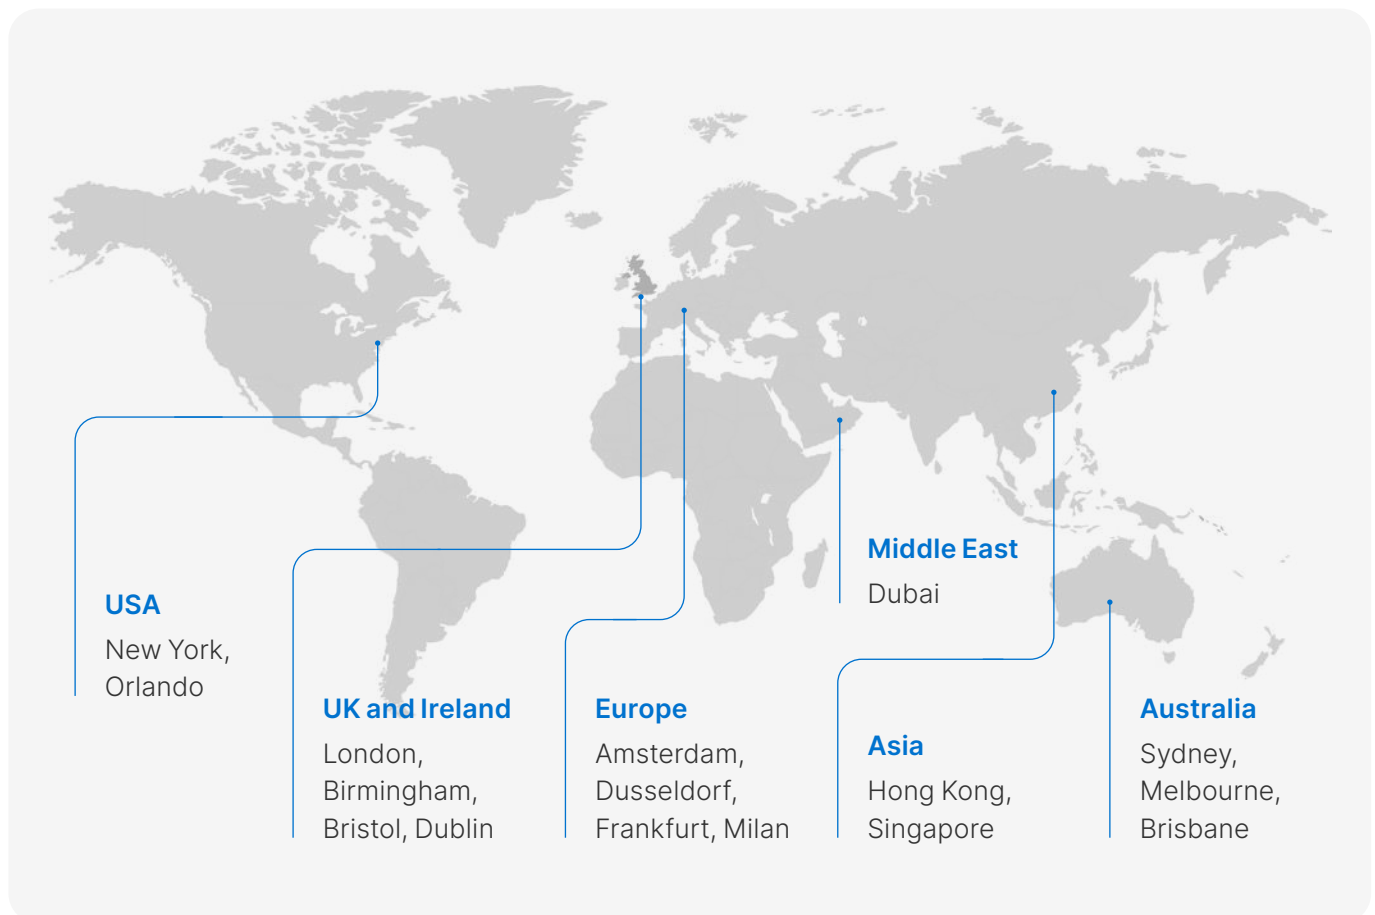 USA
New York,
Orlando
UK and Ireland
London,
Birmingham,
Bristol, Dublin
Europe
Amsterdam,
Dusseldorf,
Frankfurt, Milan
Middle East
Dubai
Asia
Hong Kong,
Singapore
Australia
Sydney,
Melbourne,
Brisbane